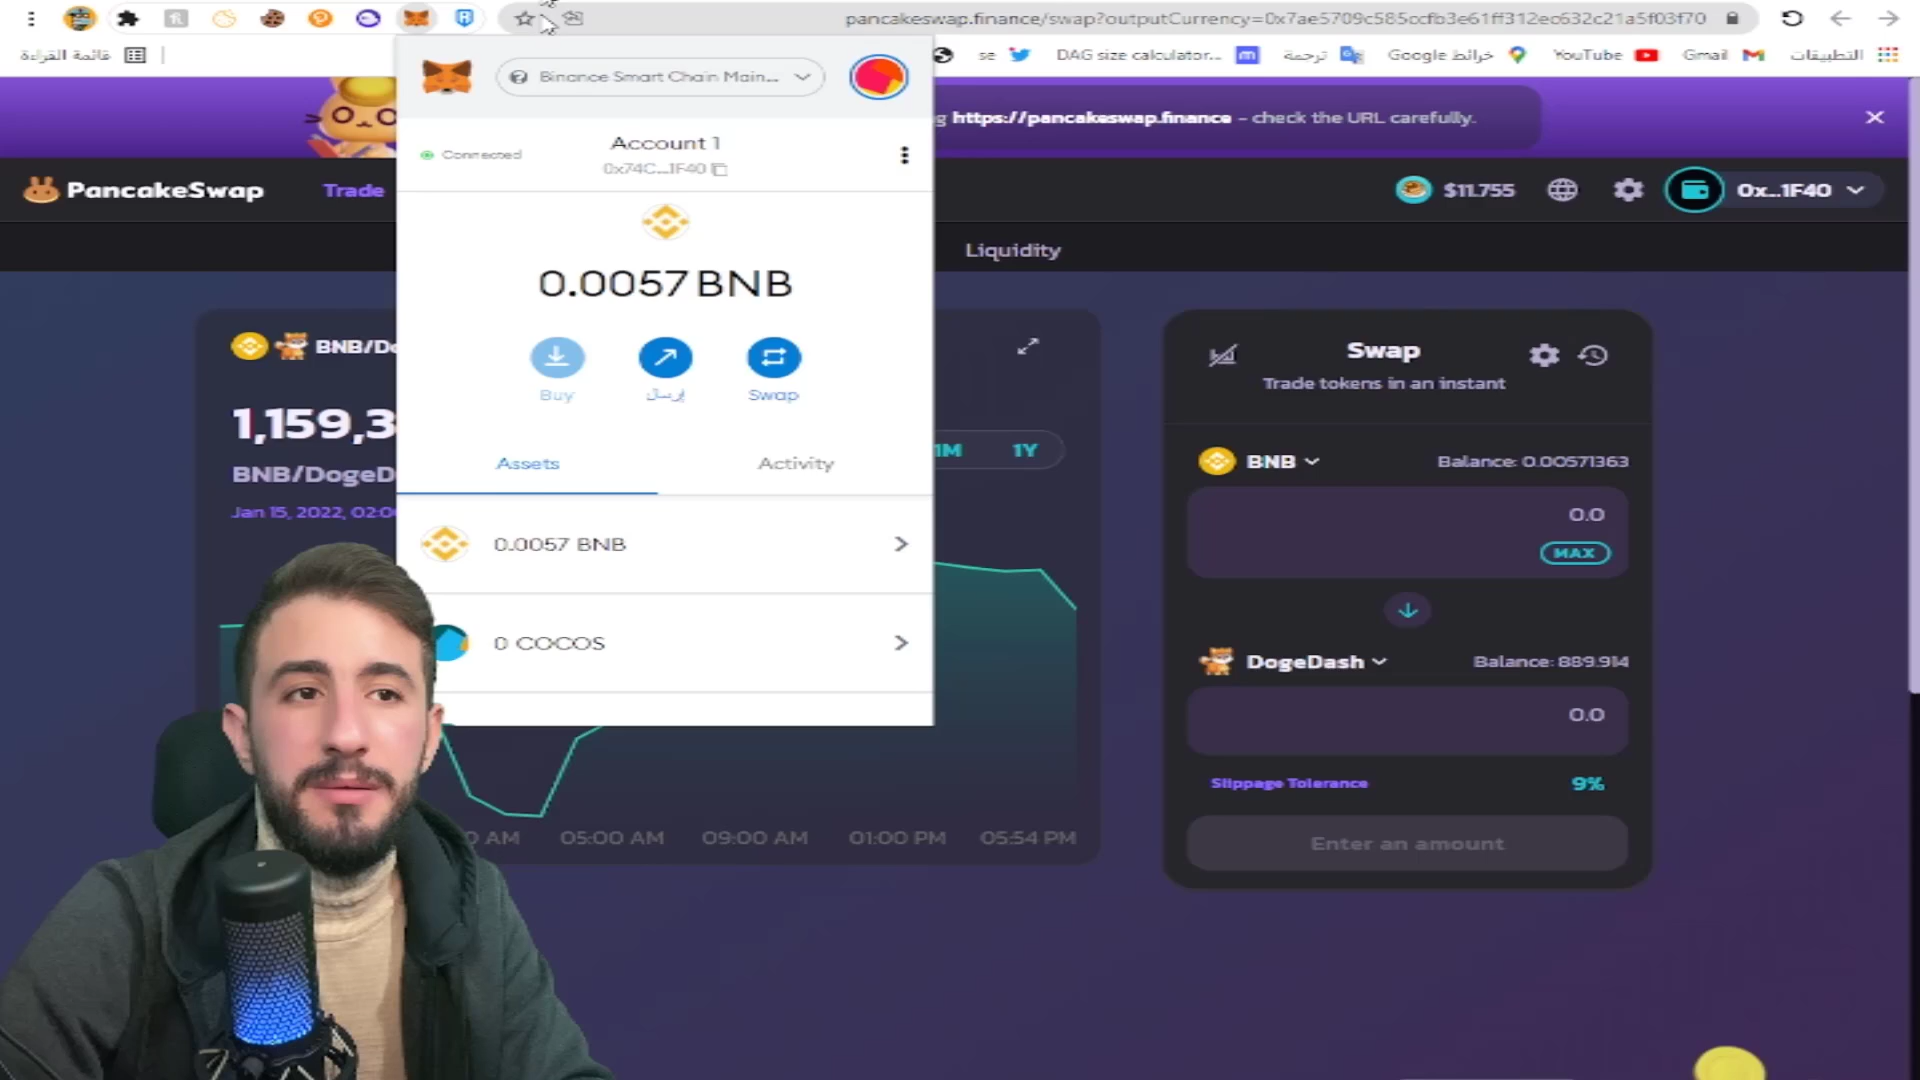 pancakeswap.finance/swap?outputCurrency=0x7ae5709c585ccfb3e61ff312ec632c21a5f03f70
قائمة القراءة
se
DAG size calculator...
ترجمة
خرائط Google
YouTube
Gmail
التطبيقات
Binance Smart Chain Main...
https://pancakeswap.finance - check the URL carefully.
Connected
Account 1
0x74C...1F40
PancakeSwap
Trade
$11.755
0x...1F40
Liquidity
0.0057 BNB
Buy
إرسال
Swap
Assets
Activity
0.0057 BNB
0 COCOS
BNB/Do
1,159,3
BNB/DogeD
Jan 15, 2022, 02:0
1M
1Y
05:00 AM
09:00 AM
01:00 PM
05:54 PM
Swap
Trade tokens in an instant
BNB
Balance: 0.00571363
0.0
MAX
DogeDash
Balance: 889.914
0.0
Slippage Tolerance
9%
Enter an amount